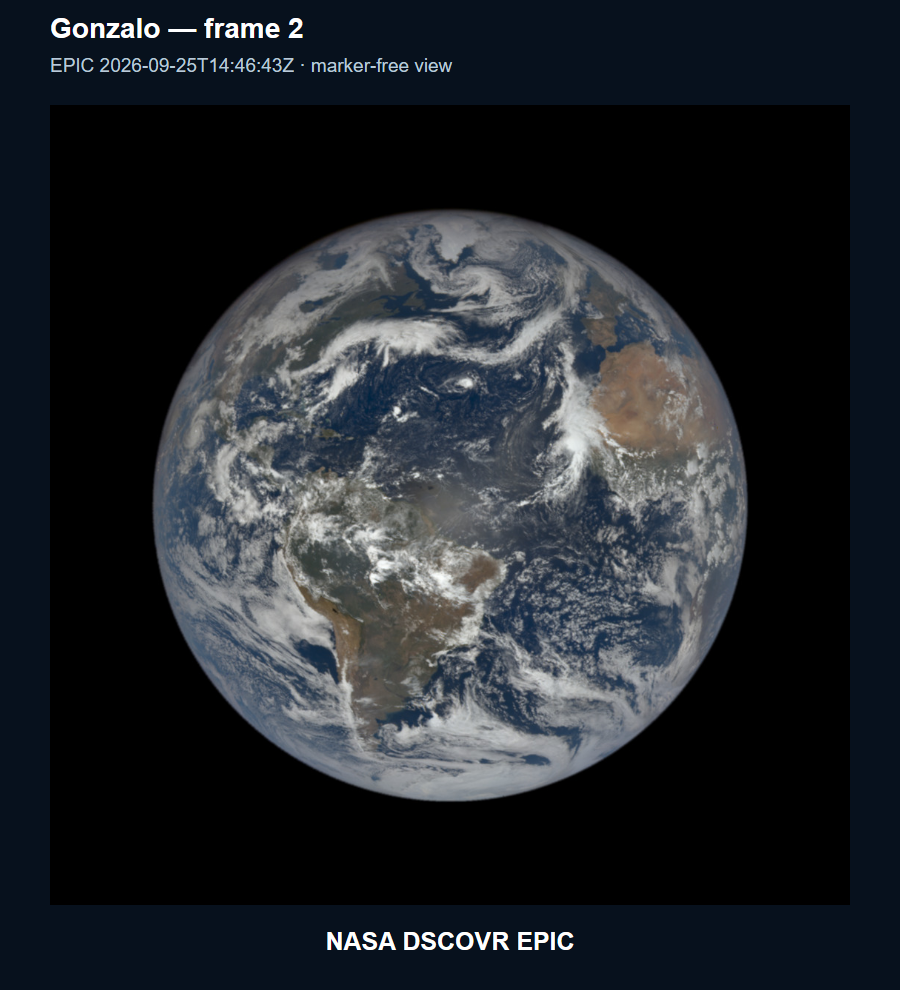 Gonzalo — frame 2
EPIC 2026-09-25T14:46:43Z · marker-free view
NASA DSCOVR EPIC